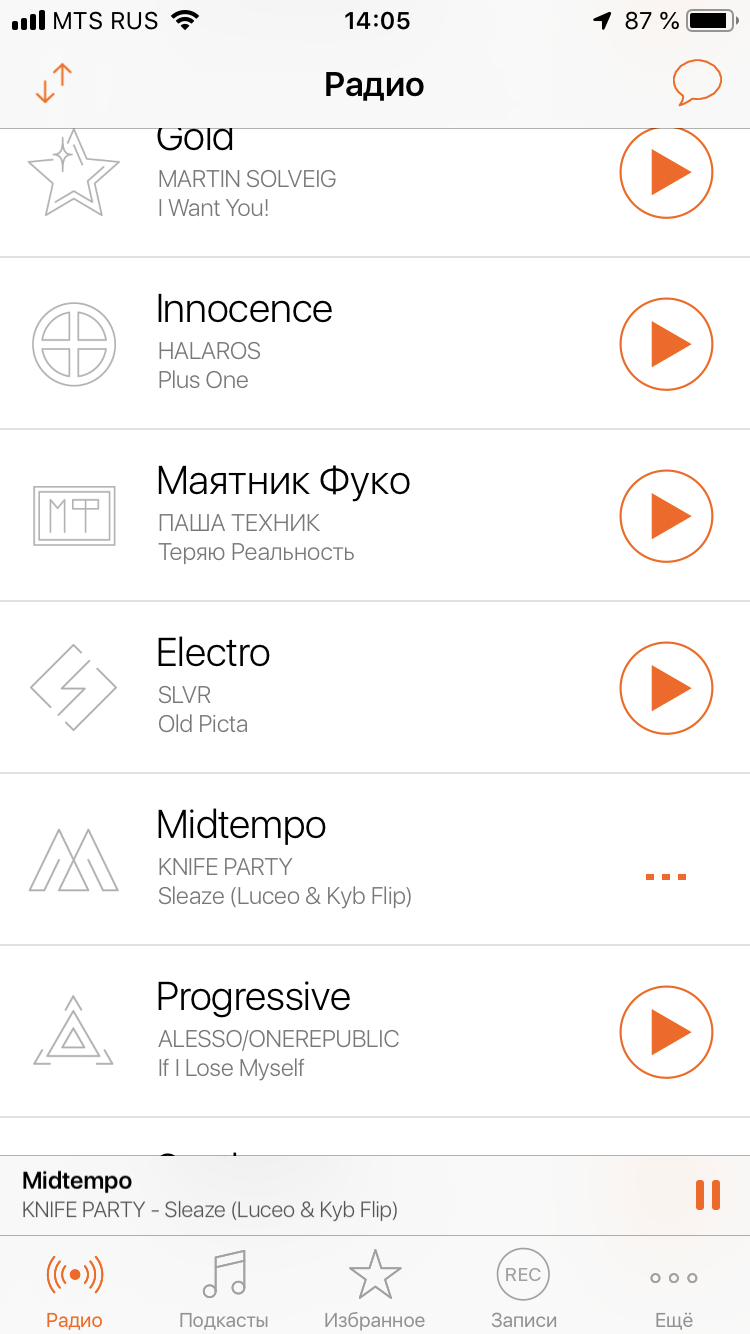 MTS RUS 14:05 87 %
Радио
Gold
MARTIN SOLVEIG
I Want You!
Innocence
HALAROS
Plus One
МТ
Маятник Фуко
ПАША ТЕХНИК
Теряю Реальность
Electro
SLVR
Old Picta
Midtempo
KNIFE PARTY
Sleaze (Luceo & Kyb Flip)
Progressive
ALESSO/ONEREPUBLIC
If I Lose Myself
Midtempo
KNIFE PARTY - Sleaze (Luceo & Kyb Flip)
REC
Радио Подкасты Избранное Записи Ещё